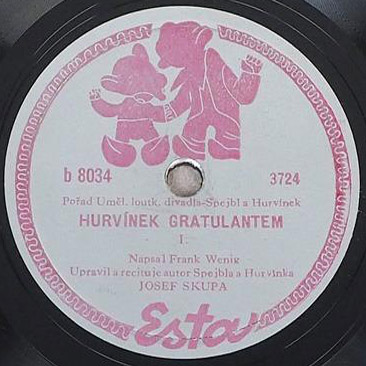 b 8034 3724
Pořad Uměl. loutk. divadla-Spejbl a Hurvínek
HURVÍNEK GRATULANTEM
I.
Napsal Frank Wenig
Upravil a recituje autor Spejbla a Hurvínka
JOSEF SKUPA
Esta